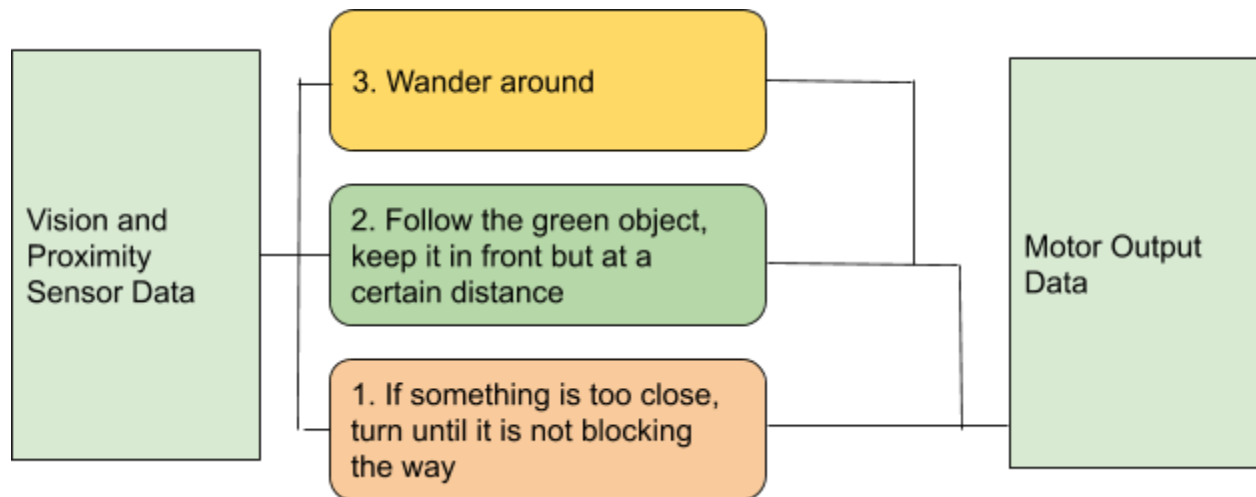 Vision and
Proximity
Sensor Data
3. Wander around
2. Follow the green object,
keep it in front but at a
certain distance
1. If something is too close,
turn until it is not blocking
the way
Motor Output
Data